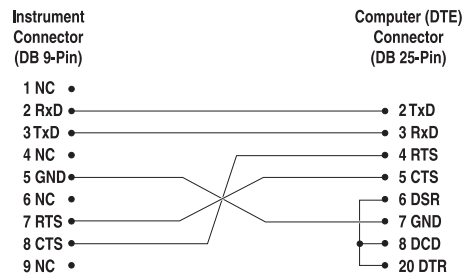 Instrument
Connector
(DB 9-Pin)
Computer (DTE)
Connector
(DB 25-Pin)
1 NC
2 RxD
2 TxD
3 TxD
3 RxD
4 NC
4 RTS
5 GND
5 CTS
6 NC
6 DSR
7 RTS
7 GND
8 CTS
8 DCD
9 NC
20 DTR